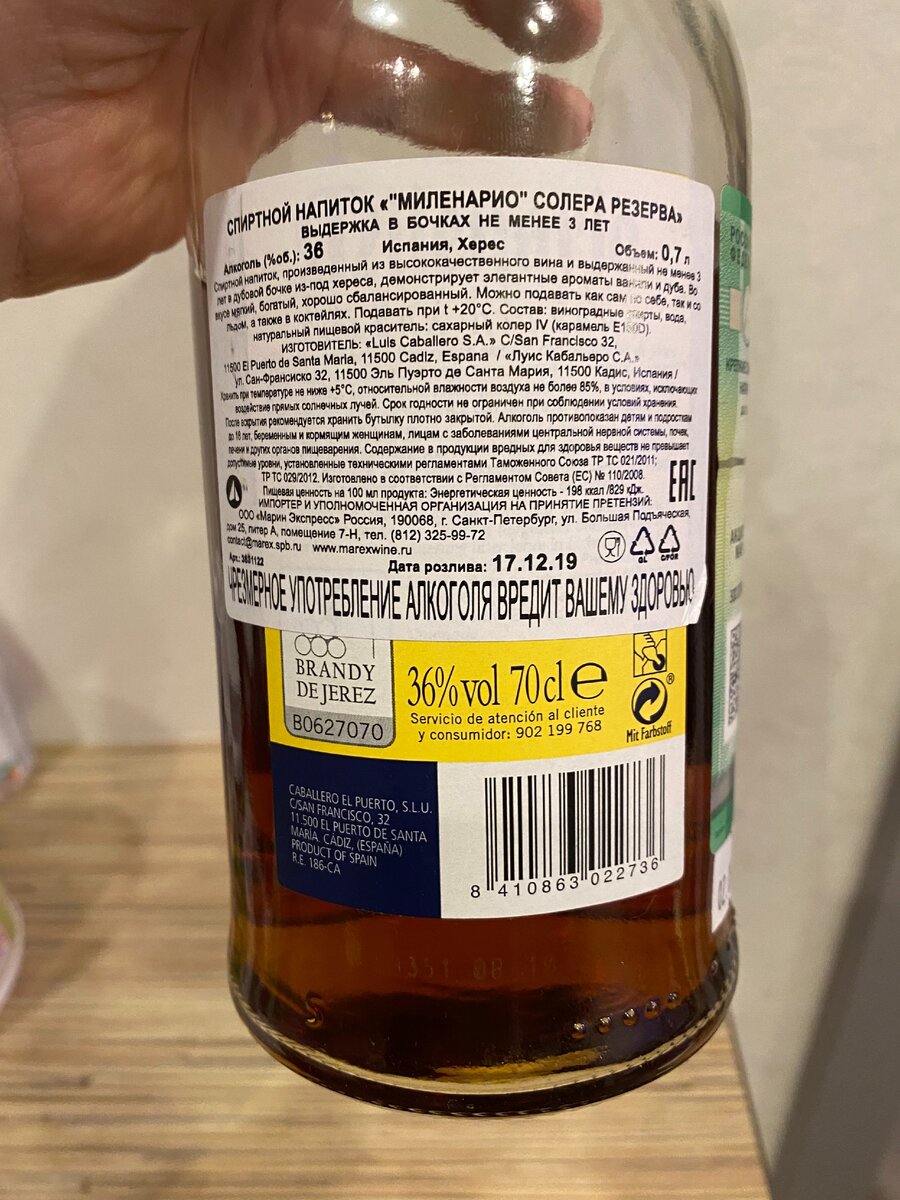 СПИРТНОЙ НАПИТОК «"МИЛЕНАРИО" СОЛЕРА РЕЗЕРВА»
ВЫДЕРЖКА В БОЧКАХ НЕ МЕНЕЕ 3 ЛЕТ
Алкоголь (%об.): 36 Испания, Херес Объем: 0,7 л
Спиртной напиток, произведенный из высококачественного вина и выдержанный не менее 3
лет в дубовой бочке из-под хереса, демонстрирует элегантные ароматы ванили и дуба. Во
вкусе мягкий, богатый, хорошо сбалансированный. Можно подавать как сам по себе, так и со
льдом, а также в коктейлях. Подавать при t +20°C. Состав: виноградные спирты, вода,
натуральный пищевой краситель: сахарный колер IV (карамель E150D).
ИЗГОТОВИТЕЛЬ: «Luis Caballero S.A.» C/San Francisco 32,
11500 El Puerto de Santa Maria, 11500 Cadiz, Espana / «Луис Кабальеро С.А.»
ул. Сан-Франсиско 32, 11500 Эль Пуэрто де Санта Мария, 11500 Кадис, Испания /
Хранить при температуре не ниже +5°C, относительной влажности воздуха не более 85%, в условиях, исключающих
воздействие прямых солнечных лучей. Срок годности не ограничен при соблюдении условий хранения.
После вскрытия рекомендуется хранить бутылку плотно закрытой. Алкоголь противопоказан детям и подросткам
до 18 лет, беременным и кормящим женщинам, лицам с заболеваниями центральной нервной системы, почек,
печени и других органов пищеварения. Содержание в продукции вредных для здоровья веществ не превышает
допустимые уровни, установленные техническими регламентами Таможенного Союза ТР ТС 021/2011;
ТР ТС 029/2012. Изготовлено в соответствии с Регламентом Совета (ЕС) № 110/2008.
Пищевая ценность на 100 мл продукта: Энергетическая ценность - 198 ккал /829 кДж.
ИМПОРТЕР И УПОЛНОМОЧЕННАЯ ОРГАНИЗАЦИЯ НА ПРИНЯТИЕ ПРЕТЕНЗИЙ:
ООО «Марин Экспресс» Россия, 190068, г. Санкт-Петербург, ул. Большая Подъяческая,
дом 25, литер А, помещение 7-Н, тел. (812) 325-99-72
contact@marex.spb.ru www.marexwine.ru
Арт.: 3631122 Дата розлива: 17.12.19
GL C/FOR
EAC
ЧРЕЗМЕРНОЕ УПОТРЕБЛЕНИЕ АЛКОГОЛЯ ВРЕДИТ ВАШЕМУ ЗДОРОВЬЮ
BRANDY
DE JEREZ
B0627070
36%vol 70cl e
Servicio de atención al cliente
y consumidor: 902 199 768
®
Mit Farbstoff
CABALLERO EL PUERTO, S.L.U.
C/SAN FRANCISCO, 32
11.500 EL PUERTO DE SANTA
MARÍA, CÁDIZ, (ESPAÑA)
PRODUCT OF SPAIN
R.E. 186-CA
8 410863 022736